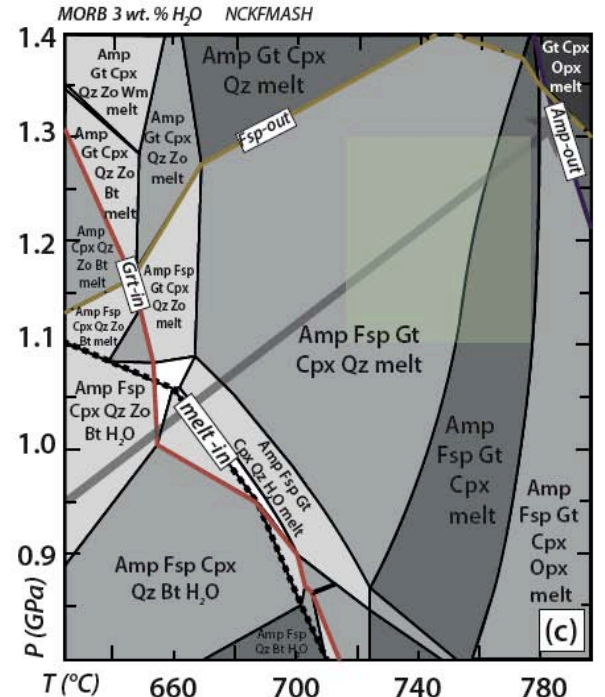 MORB 3 wt. % H₂O NCKFMASH
1.4
1.3
1.2
1.1
1.0
0.9
P (GPa)
T (°C)
660
700
740
780
Amp
Gt Cpx
Qz Zo Wm
melt
Amp
Gt Cpx
Qz Zo
melt
Amp Gt Cpx
Qz melt
Gt Cpx
Opx
melt
Fsp-out
Amp-out
Amp
Gt Cpx
Qz Zo
Bt
melt
Amp
Cpx Qz
Zo Bt
melt
Grt-in
Amp Fsp
Gt Cpx
Qz Zo
melt
Amp Fsp
Cpx Qz Zo
Bt melt
Amp Fsp Gt
Cpx Qz melt
Amp Fsp
Cpx Qz Zo
Bt H₂O
melt-in
Amp Fsp Gt
Cpx Qz H₂O melt
Amp
Fsp Gt
Cpx
melt
Amp
Fsp Gt
Cpx
Opx
melt
Amp Fsp Cpx
Qz Bt H₂O
Amp Fsp
Qz Bt H O
(c)